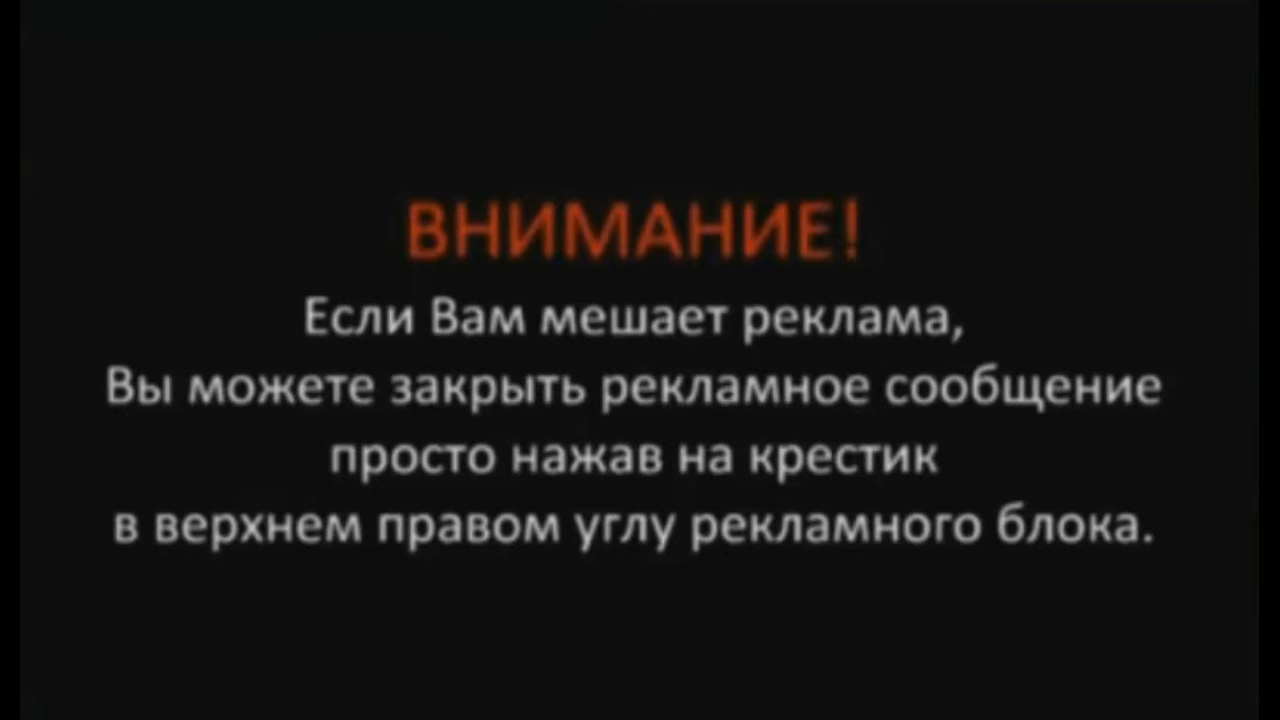 ВНИМАНИЕ!
Если Вам мешает реклама,
Вы можете закрыть рекламное сообщение
просто нажав на крестик
в верхнем правом углу рекламного блока.